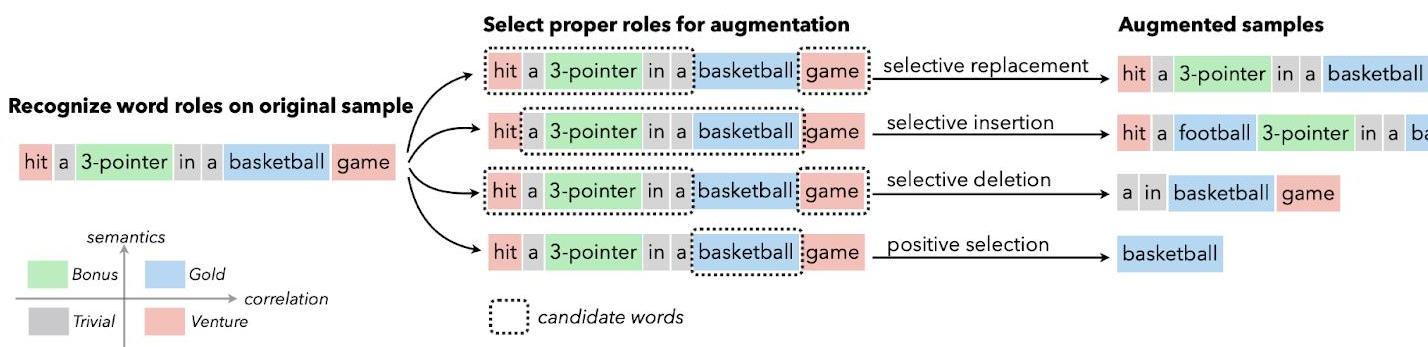 Recognize word roles on original sample
hit a 3-pointer in a basketball game
semantics
Bonus Gold
correlation
Trivial Venture
Select proper roles for augmentation
hit a 3-pointer in a basketball game
selective replacement
hit a 3-pointer in a basketball game
selective insertion
hit a 3-pointer in a basketball game
selective deletion
hit a 3-pointer in a basketball game
positive selection
candidate words
Augmented samples
hit a 3-pointer in a basketball
hit a football 3-pointer in a
a in basketball game
basketball